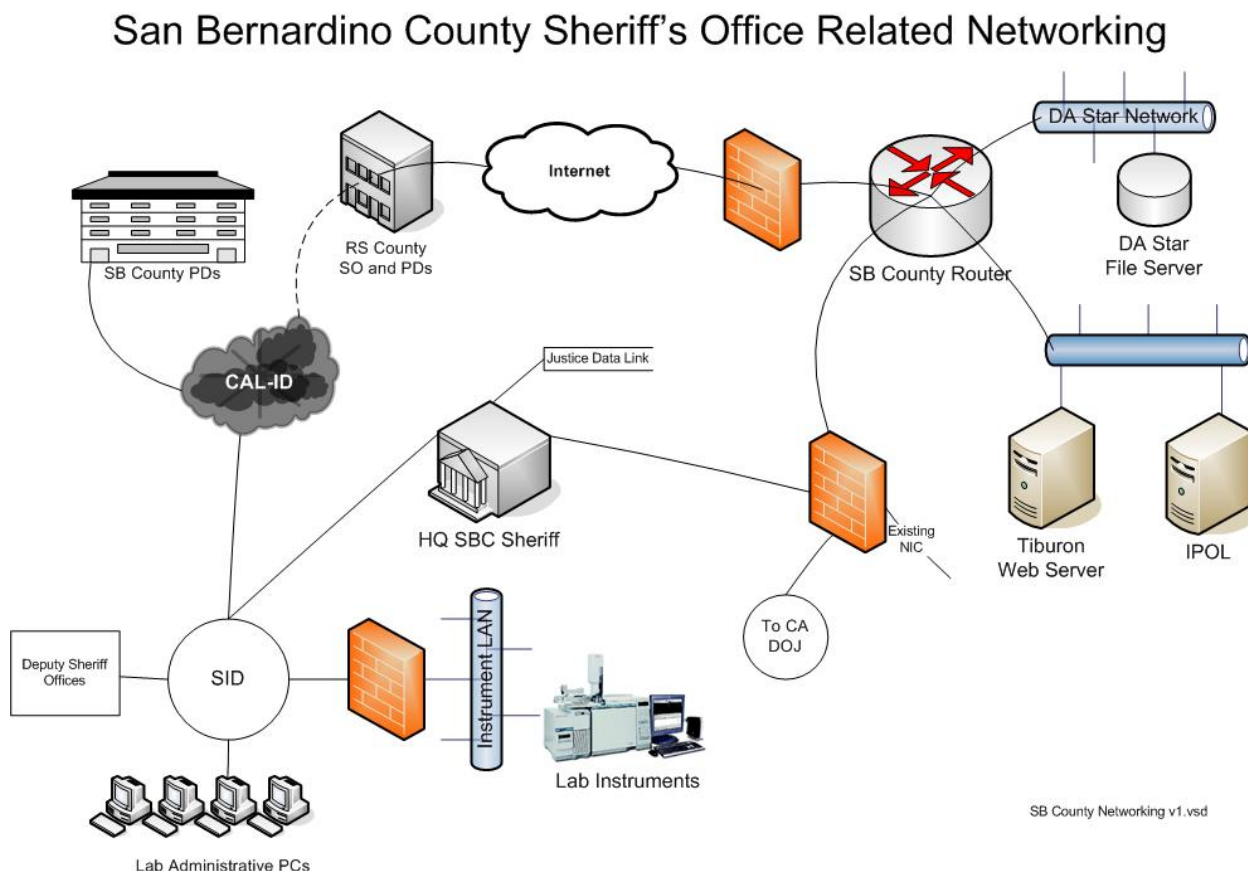 San Bernardino County Sheriff's Office Related Networking
DA Star Network
Internet
RS County
SO and PDs
SB County PDs
SB County Router
DA Star
File Server
CAL-ID
Justice Data Link
HQ SBC Sheriff
Existing
NIC
Tiburon
Web Server
IPOL
To CA
DOJ
Deputy Sheriff
Offices
SID
Instrument LAN
Lab Instruments
SB County Networking v1.vsd
Lab Administrative PCs